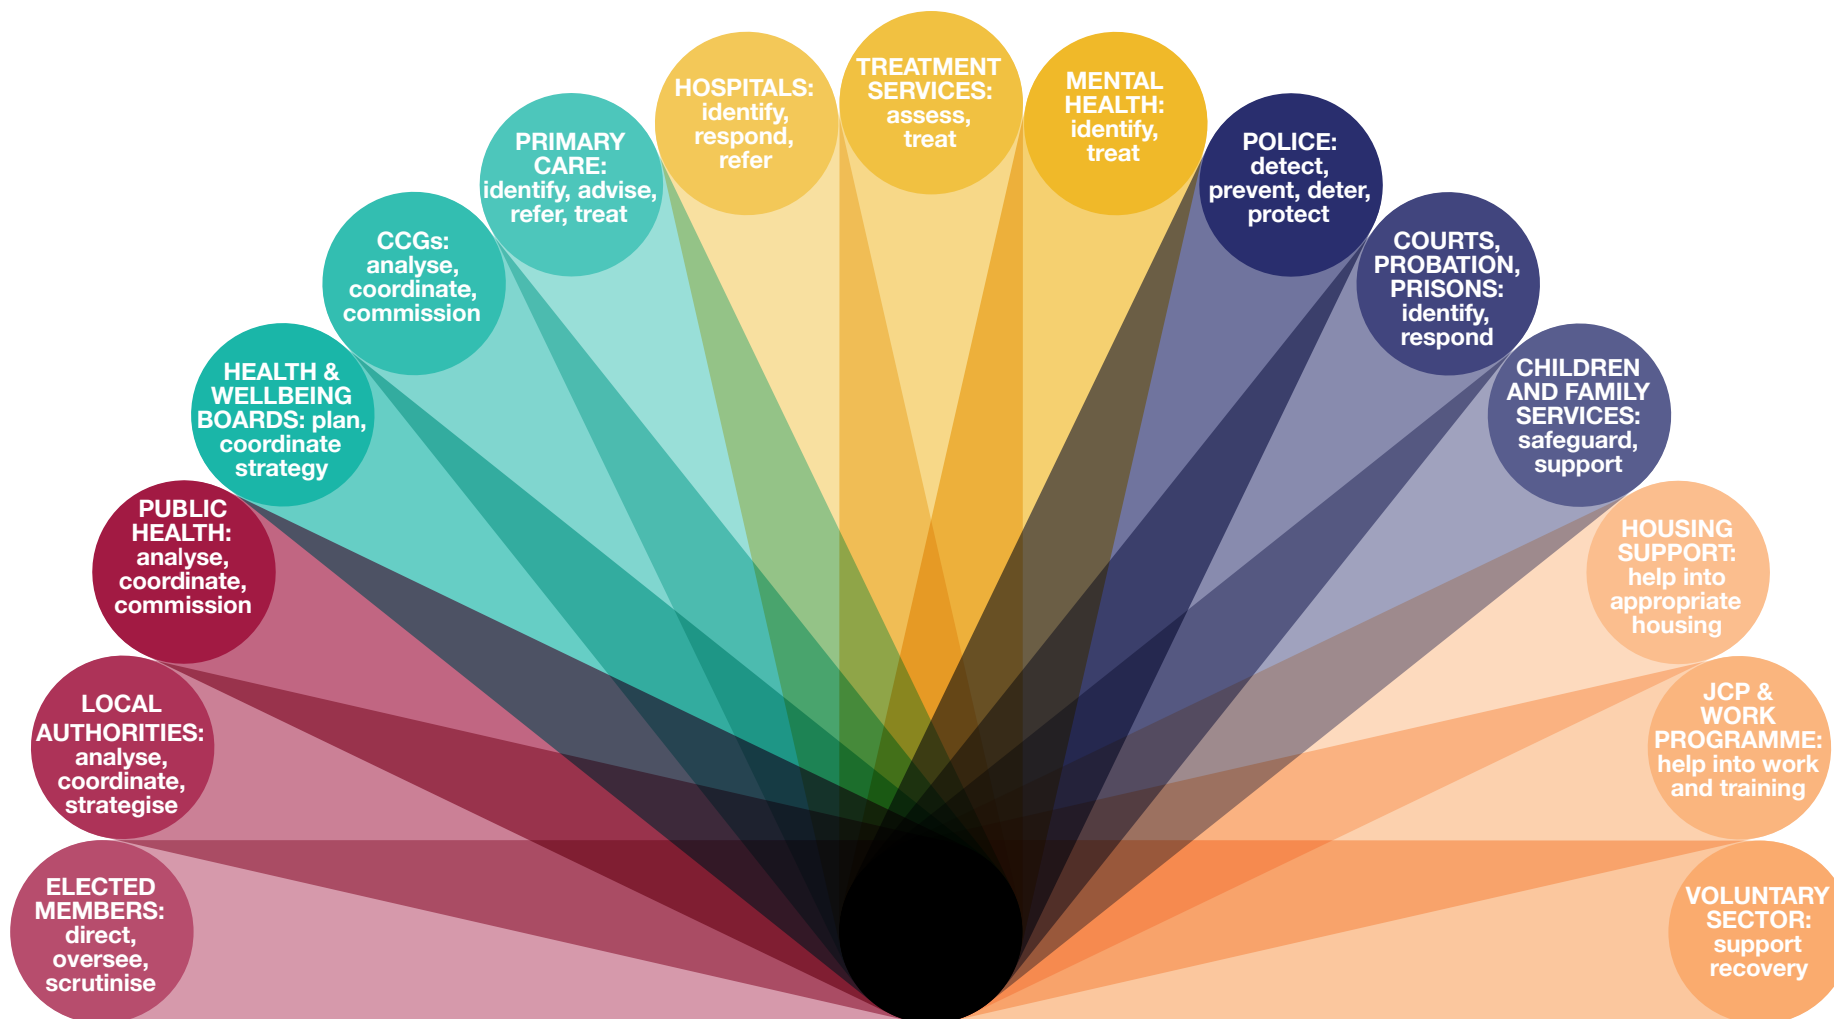 ELECTED
MEMBERS:
direct,
oversee,
scrutinise
LOCAL
AUTHORITIES:
analyse,
coordinate,
strategise
PUBLIC
HEALTH:
analyse,
coordinate,
commission
HEALTH &
WELLBEING
BOARDS: plan,
coordinate
strategy
CCGs:
analyse,
coordinate,
commission
PRIMARY
CARE:
identify, advise,
refer, treat
HOSPITALS:
identify,
respond,
refer
TREATMENT
SERVICES:
assess,
treat
MENTAL
HEALTH:
identify,
treat
POLICE:
detect,
prevent, deter,
protect
COURTS,
PROBATION,
PRISONS:
identify,
respond
CHILDREN
AND FAMILY
SERVICES:
safeguard,
support
HOUSING
SUPPORT:
help into
appropriate
housing
JCP &
WORK
PROGRAMME:
help into work
and training
VOLUNTARY
SECTOR:
support
recovery